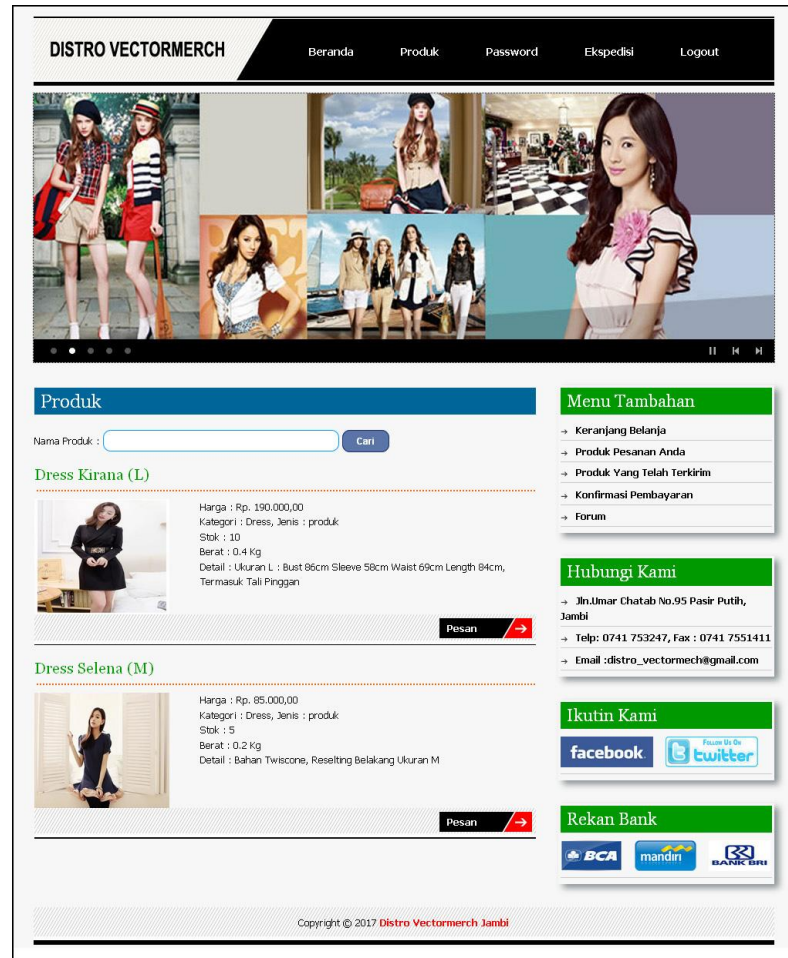 DISTRO VECTORMERCH
Beranda Produk Password Ekspedisi Logout
Produk
Nama Produk : Cari
Dress Kirana (L)
Harga : Rp. 190.000,00
Kategori : Dress, Jenis : produk
Stok : 10
Berat : 0.4 Kg
Detail : Ukuran L : Bust 86cm Sleeve 58cm Waist 69cm Length 84cm,
Termasuk Tali Pinggan
Pesan
Dress Selena (M)
Harga : Rp. 85.000,00
Kategori : Dress, Jenis : produk
Stok : 5
Berat : 0.2 Kg
Detail : Bahan Twiscone, Reselting Belakang Ukuran M
Pesan
Menu Tambahan
Keranjang Belanja
Produk Pesanan Anda
Produk Yang Telah Terkirim
Konfirmasi Pembayaran
Forum
Hubungi Kami
Jln.Umar Chatab No.95 Pasir Putih,
Jambi
Telp: 0741 753247, Fax : 0741 7551411
Email :distro_vectormech@gmail.com
Ikutin Kami
facebook
Follow Us On
twitter
Rekan Bank
BCA
mandiri
BANK BRI
Copyright © 2017 Distro Vectormerch Jambi